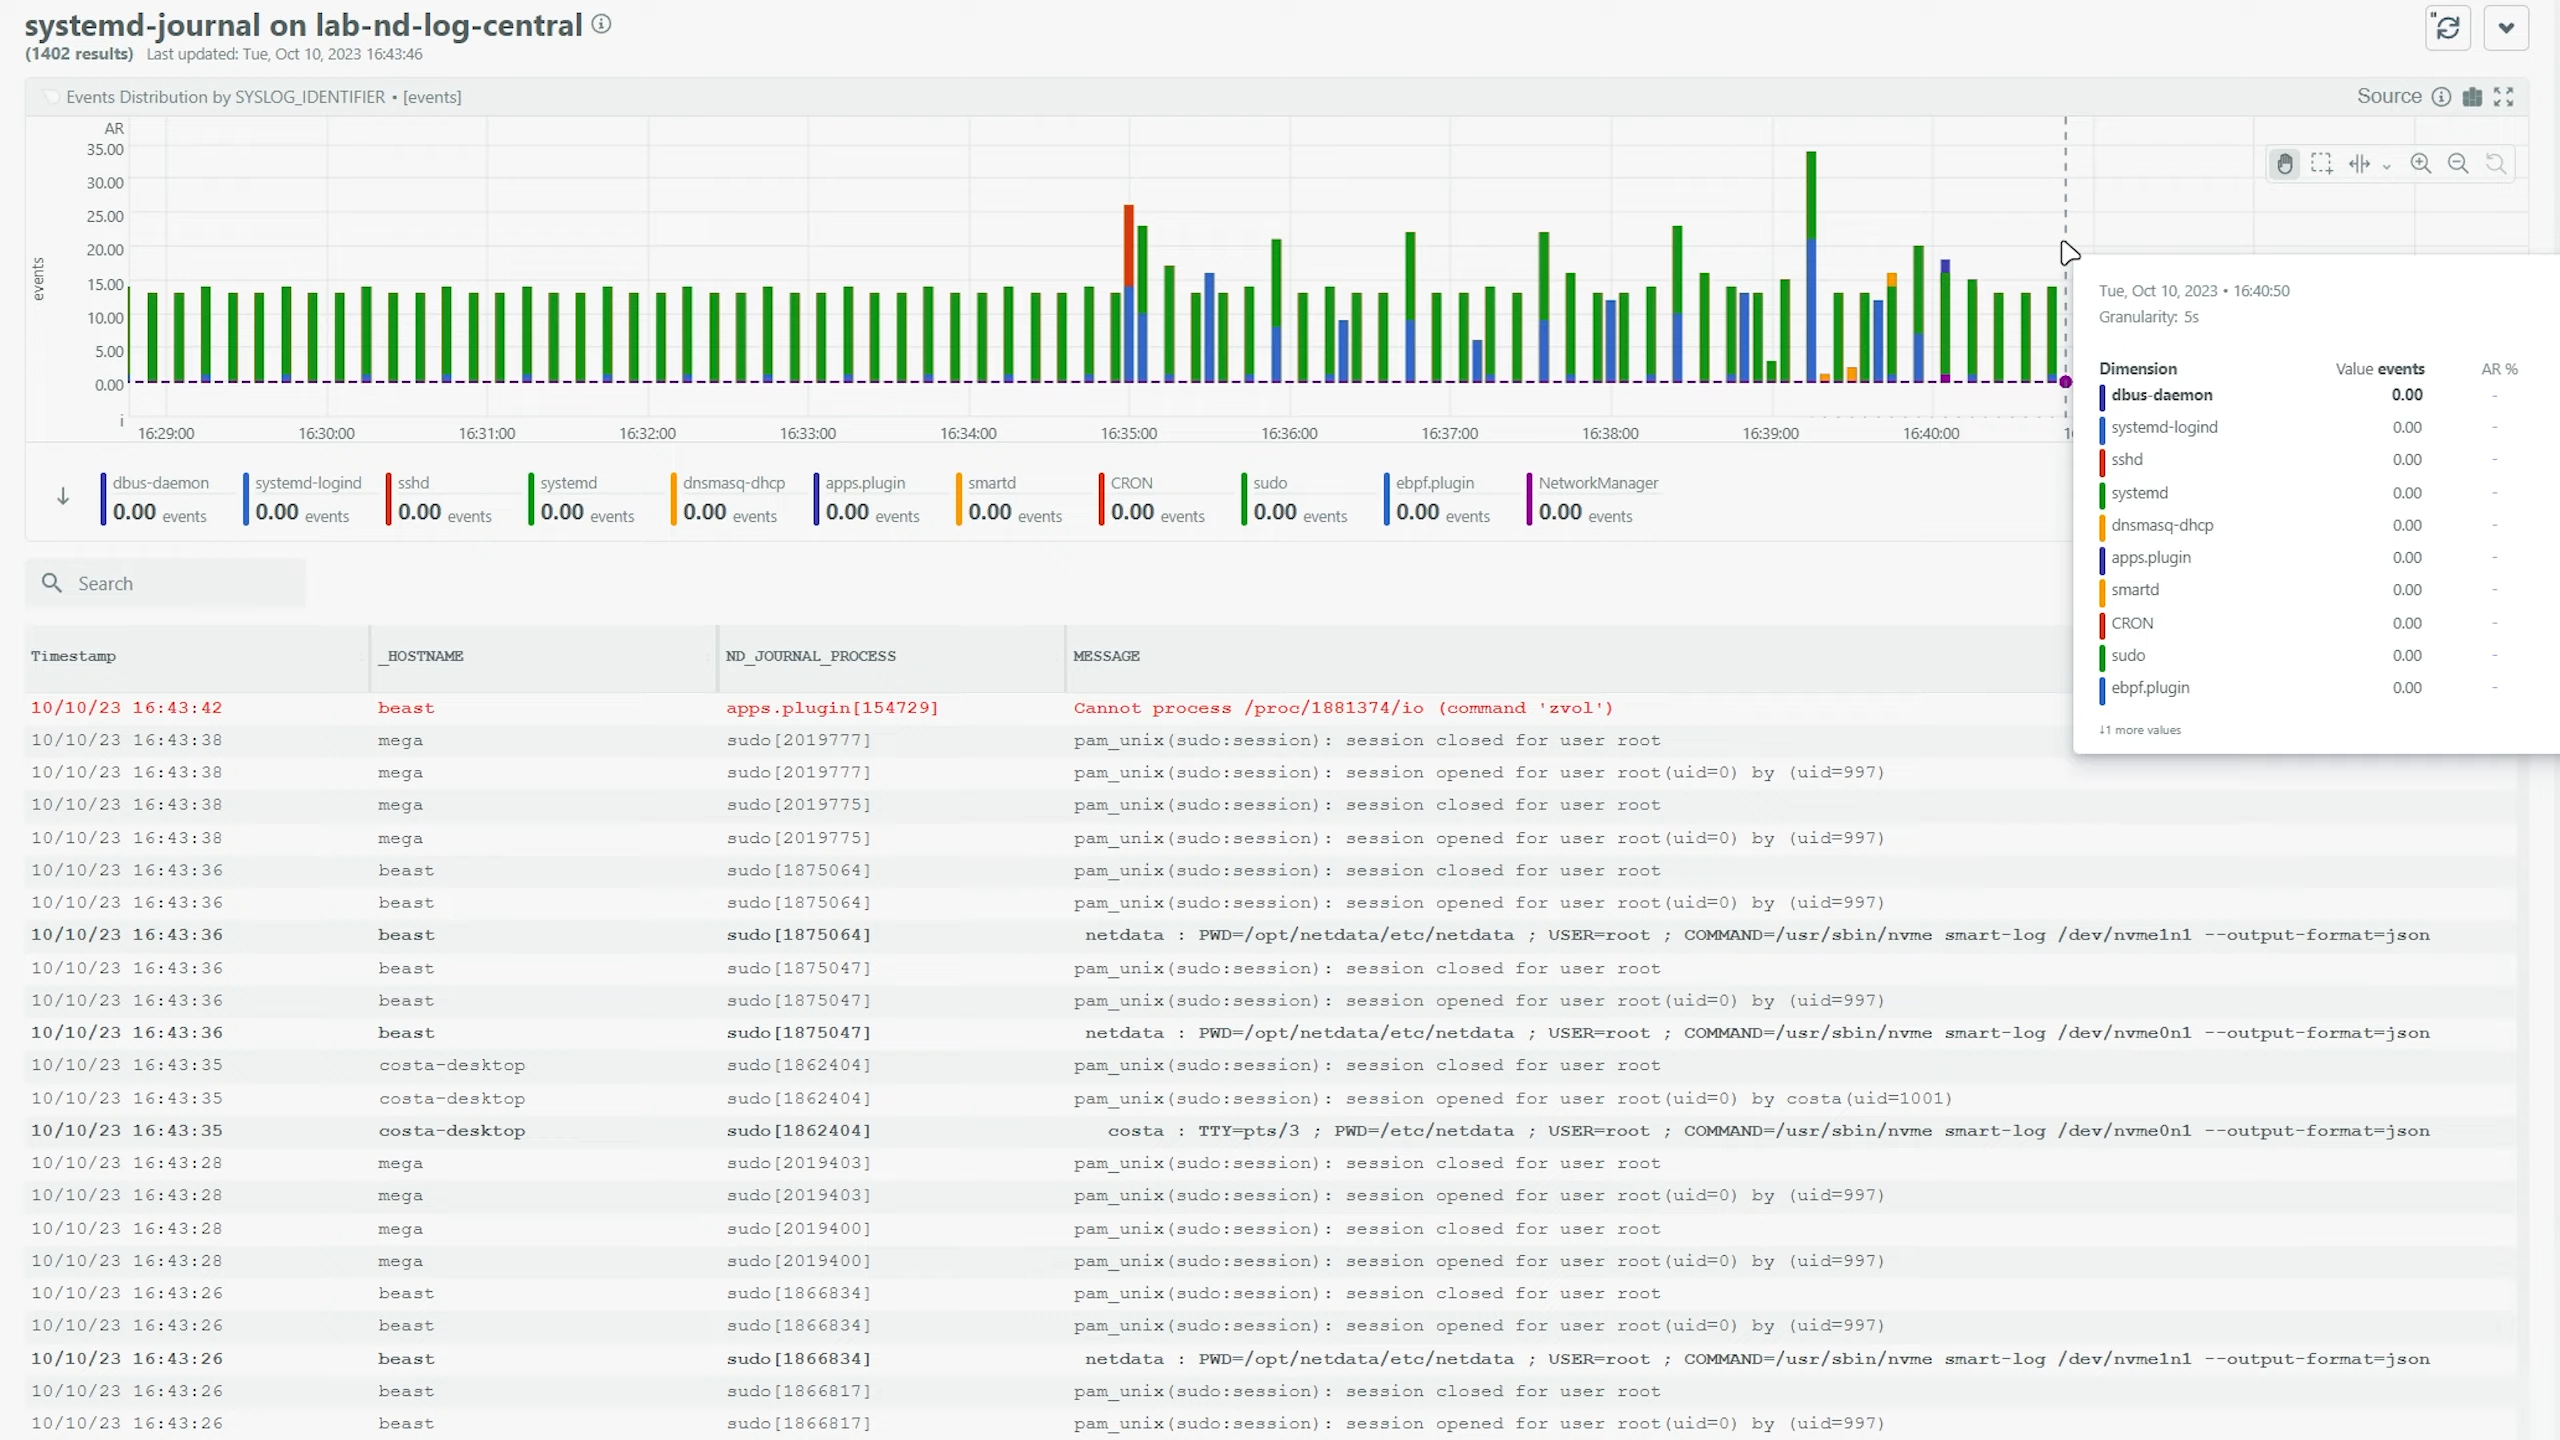 systemd-journal on lab-nd-log-central
(1402 results) Last updated: Tue, Oct 10, 2023 16:43:46
Events Distribution by SYSLOG_IDENTIFIER • [events]
Source
AR
35.00
30.00
25.00
20.00
15.00
10.00
5.00
0.00
events
16:29:00 16:30:00 16:31:00 16:32:00 16:33:00 16:34:00 16:35:00 16:36:00 16:37:00 16:38:00 16:39:00 16:40:00
Tue, Oct 10, 2023 • 16:40:50
Granularity: 5s
Dimension Value events AR %
dbus-daemon 0.00 -
systemd-logind 0.00 -
sshd 0.00 -
systemd 0.00 -
dnsmasq-dhcp 0.00 -
apps.plugin 0.00 -
smartd 0.00 -
CRON 0.00 -
sudo 0.00 -
ebpf.plugin 0.00 -
↓1 more values
dbus-daemon systemd-logind sshd systemd dnsmasq-dhcp apps.plugin smartd CRON sudo ebpf.plugin NetworkManager
0.00 events 0.00 events 0.00 events 0.00 events 0.00 events 0.00 events 0.00 events 0.00 events 0.00 events 0.00 events 0.00 events
Search
Timestamp _HOSTNAME ND_JOURNAL_PROCESS MESSAGE
10/10/23 16:43:42 beast apps.plugin[154729] Cannot process /proc/1881374/io (command 'zvol')
10/10/23 16:43:38 mega sudo[2019777] pam_unix(sudo:session): session closed for user root
10/10/23 16:43:38 mega sudo[2019777] pam_unix(sudo:session): session opened for user root(uid=0) by (uid=997)
10/10/23 16:43:38 mega sudo[2019775] pam_unix(sudo:session): session closed for user root
10/10/23 16:43:38 mega sudo[2019775] pam_unix(sudo:session): session opened for user root(uid=0) by (uid=997)
10/10/23 16:43:36 beast sudo[1875064] pam_unix(sudo:session): session closed for user root
10/10/23 16:43:36 beast sudo[1875064] pam_unix(sudo:session): session opened for user root(uid=0) by (uid=997)
10/10/23 16:43:36 beast sudo[1875064] netdata : PWD=/opt/netdata/etc/netdata ; USER=root ; COMMAND=/usr/sbin/nvme smart-log /dev/nvme1n1 --output-format=json
10/10/23 16:43:36 beast sudo[1875047] pam_unix(sudo:session): session closed for user root
10/10/23 16:43:36 beast sudo[1875047] pam_unix(sudo:session): session opened for user root(uid=0) by (uid=997)
10/10/23 16:43:36 beast sudo[1875047] netdata : PWD=/opt/netdata/etc/netdata ; USER=root ; COMMAND=/usr/sbin/nvme smart-log /dev/nvme0n1 --output-format=json
10/10/23 16:43:35 costa-desktop sudo[1862404] pam_unix(sudo:session): session closed for user root
10/10/23 16:43:35 costa-desktop sudo[1862404] pam_unix(sudo:session): session opened for user root(uid=0) by costa(uid=1001)
10/10/23 16:43:35 costa-desktop sudo[1862404] costa : TTY=pts/3 ; PWD=/etc/netdata ; USER=root ; COMMAND=/usr/sbin/nvme smart-log /dev/nvme0n1 --output-format=json
10/10/23 16:43:28 mega sudo[2019403] pam_unix(sudo:session): session closed for user root
10/10/23 16:43:28 mega sudo[2019403] pam_unix(sudo:session): session opened for user root(uid=0) by (uid=997)
10/10/23 16:43:28 mega sudo[2019400] pam_unix(sudo:session): session closed for user root
10/10/23 16:43:28 mega sudo[2019400] pam_unix(sudo:session): session opened for user root(uid=0) by (uid=997)
10/10/23 16:43:26 beast sudo[1866834] pam_unix(sudo:session): session closed for user root
10/10/23 16:43:26 beast sudo[1866834] pam_unix(sudo:session): session opened for user root(uid=0) by (uid=997)
10/10/23 16:43:26 beast sudo[1866834] netdata : PWD=/opt/netdata/etc/netdata ; USER=root ; COMMAND=/usr/sbin/nvme smart-log /dev/nvme1n1 --output-format=json
10/10/23 16:43:26 beast sudo[1866817] pam_unix(sudo:session): session closed for user root
10/10/23 16:43:26 beast sudo[1866817] pam_unix(sudo:session): session opened for user root(uid=0) by (uid=997)